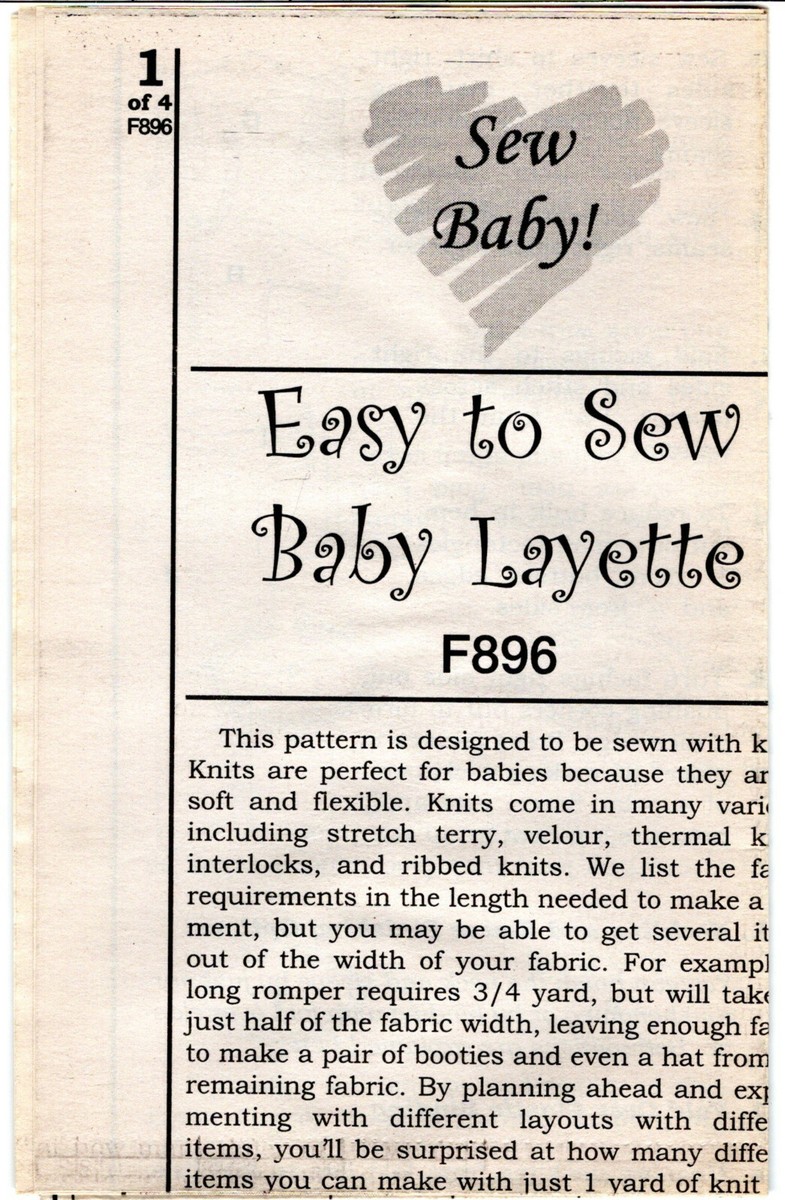 1
of 4
F896
Sew
Baby!
Easy to Sew
Baby Layette
F896
This pattern is designed to be sewn with k
Knits are perfect for babies because they ar
soft and flexible. Knits come in many vari
including stretch terry, velour, thermal k
interlocks, and ribbed knits. We list the fa
requirements in the length needed to make a
ment, but you may be able to get several it
out of the width of your fabric. For exampl
long romper requires 3/4 yard, but will take
just half of the fabric width, leaving enough fa
to make a pair of booties and even a hat from
remaining fabric. By planning ahead and exp
menting with different layouts with diffe
items, you'll be surprised at how many diffe
items you can make with just 1 yard of knit